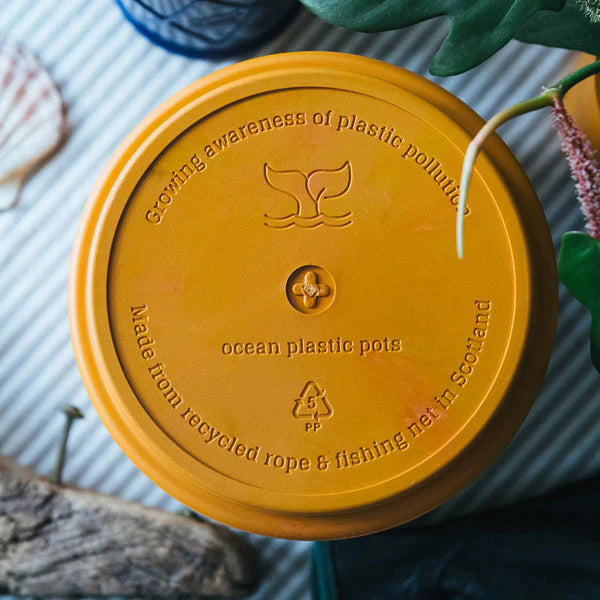 Growing awareness of plastic pollution
ocean plastic pots
5
PP
Made from recycled rope & fishing net in Scotland